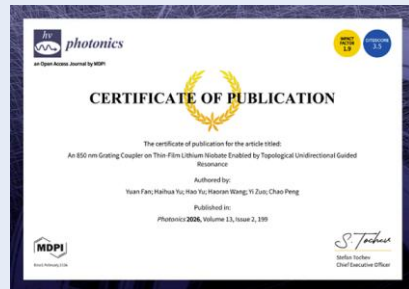 hv
photonics
an Open Access Journal by MDPI
IMPACT
FACTOR
1.9
CITESCORE
3.5
CERTIFICATE OF PUBLICATION
The certificate of publication for the article titled:
An 850 nm Grating Coupler on Thin-Film Lithium Niobate Enabled by Topological Unidirectional Guided
Resonance
Authored by:
Yuan Fan; Haihua Yu; Hao Yu; Haoran Wang; Yi Zuo; Chao Peng
Published in:
Photonics 2026, Volume 13, Issue 2, 199
MDPI
S. Tochev
Stefan Tochev
Chief Executive Officer